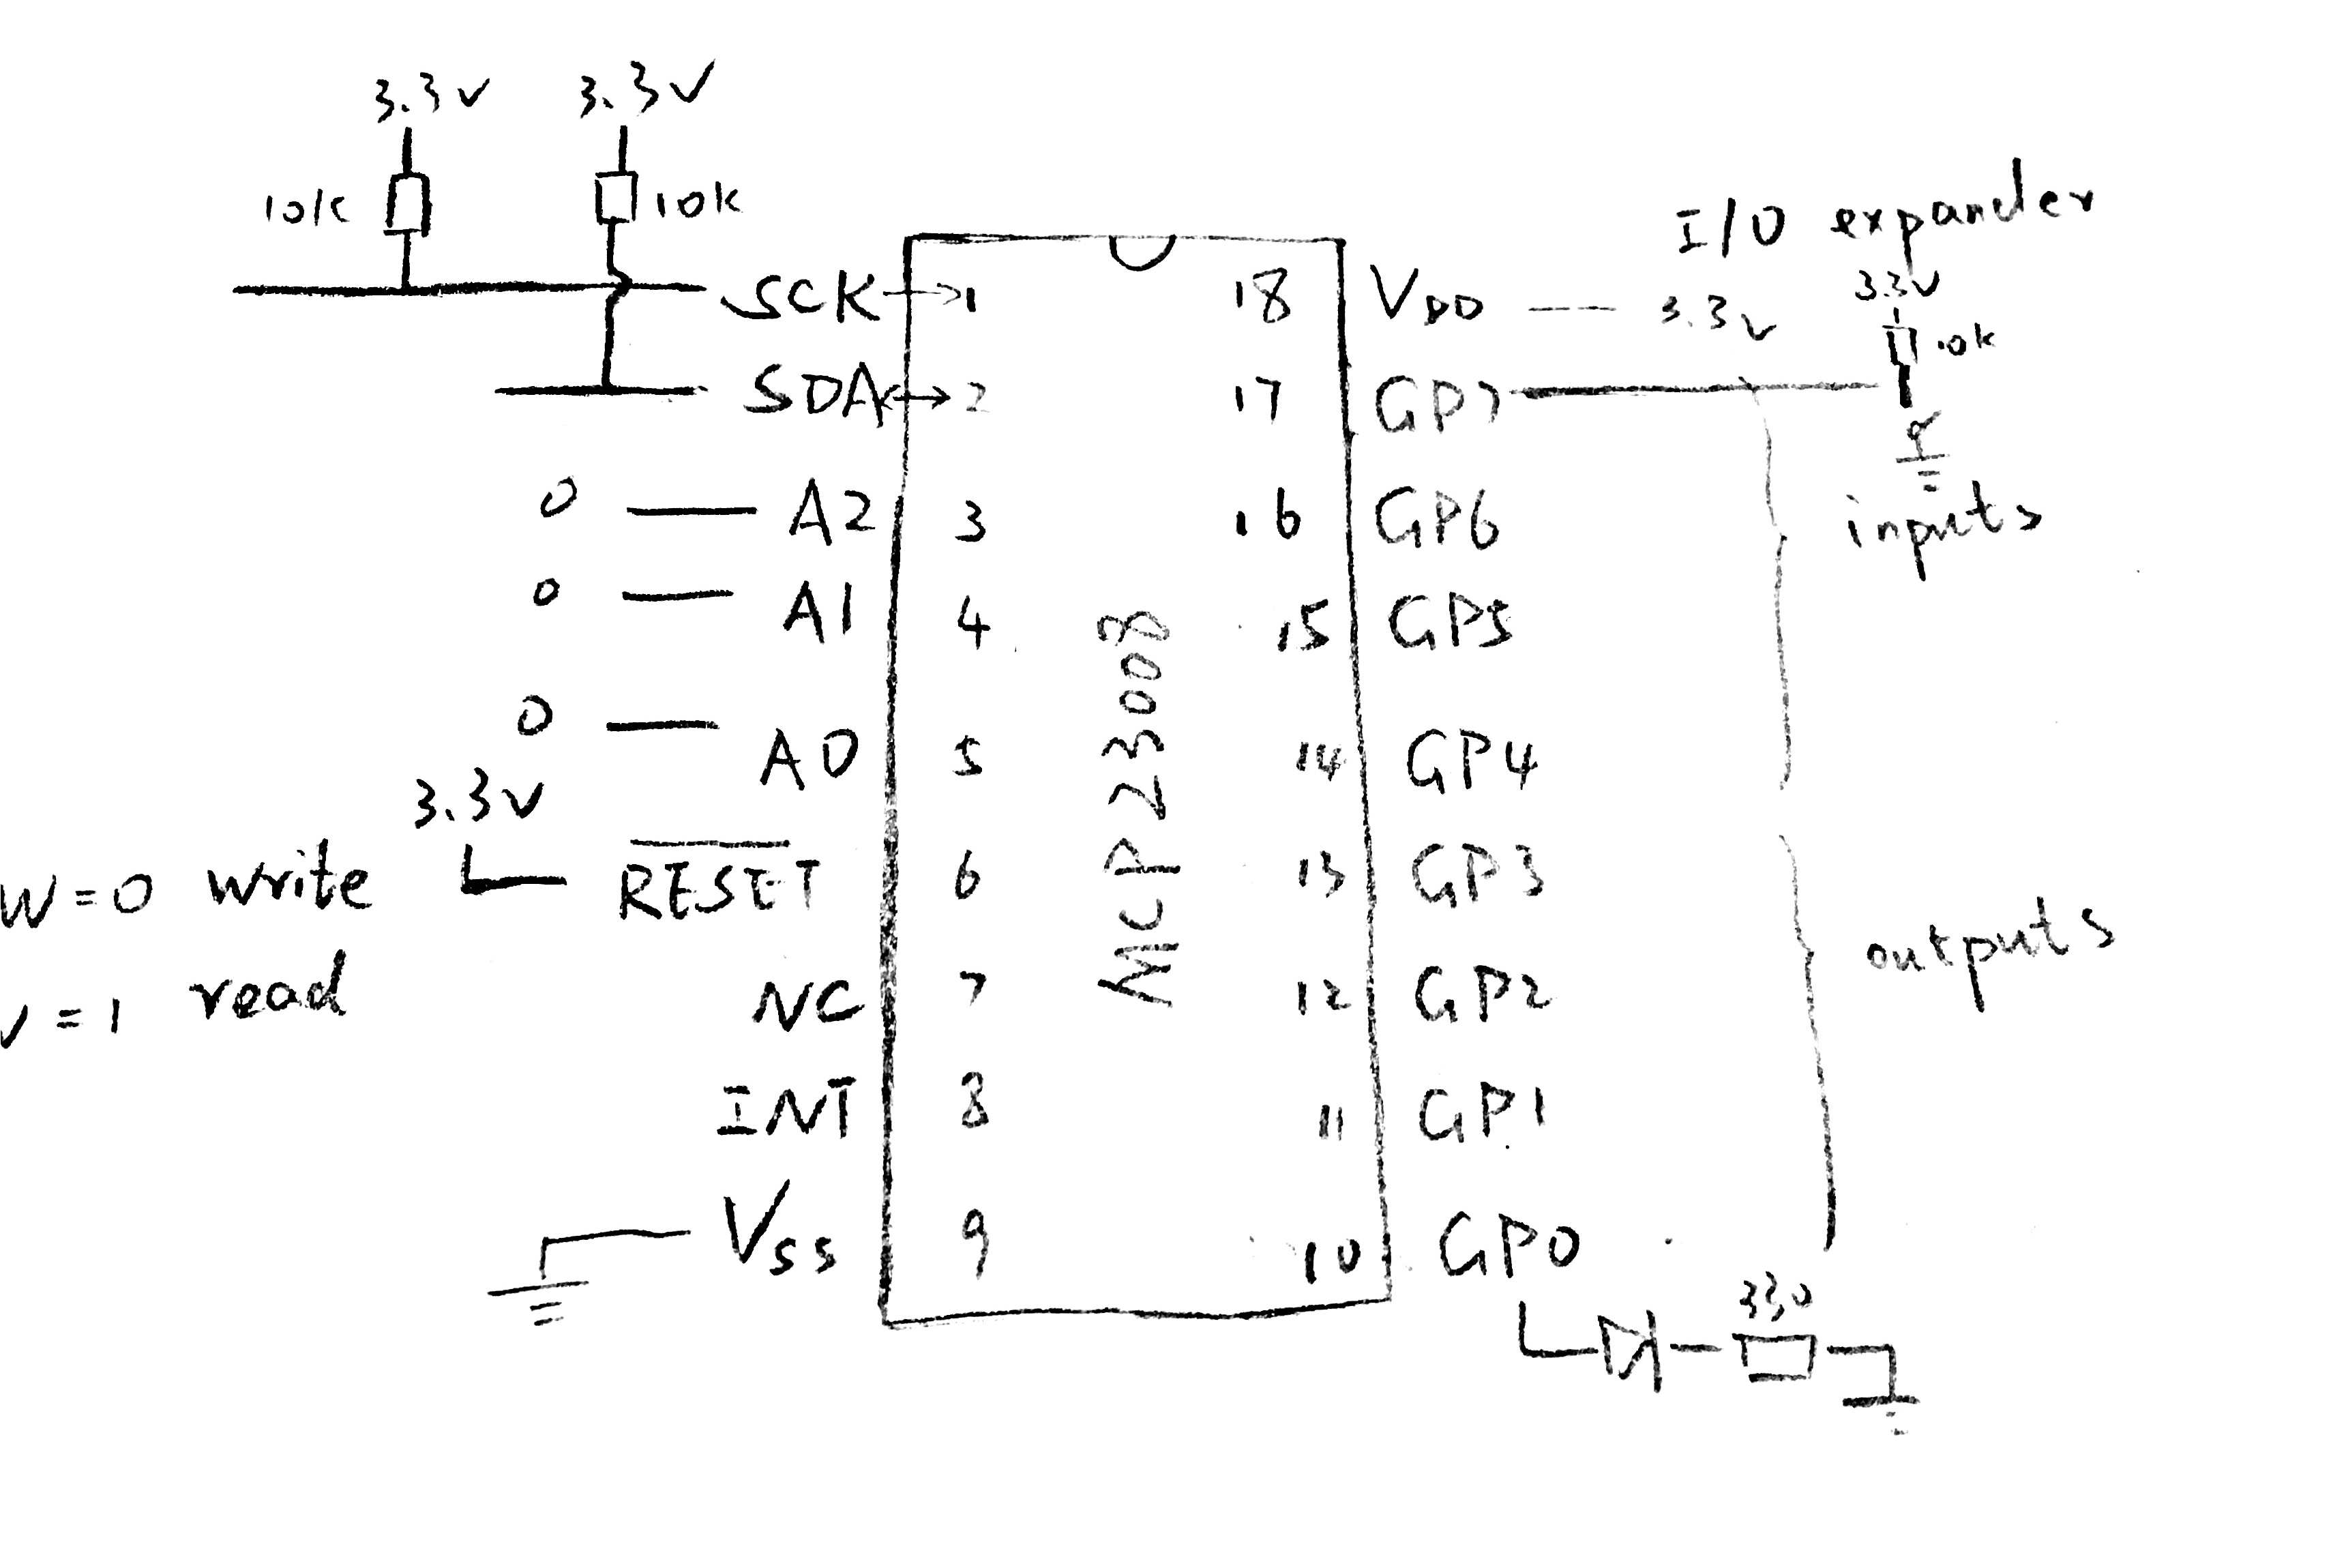 3.3V 3.3V
10k 10k
I/O expander
SCK 1 18 VDD 3.3V 3.3V
10k
SDA 2 17 GP7
0 A2 3 16 GP6 inputs
0 A1 4 15 GP5
0 A0 5 14 GP4
3.3V
W=0 write RESET 6 13 GP3
MCP23008
outputs
=1 read NC 7 12 GP2
INT 8 11 GP1
VSS 9 10 GP0
330